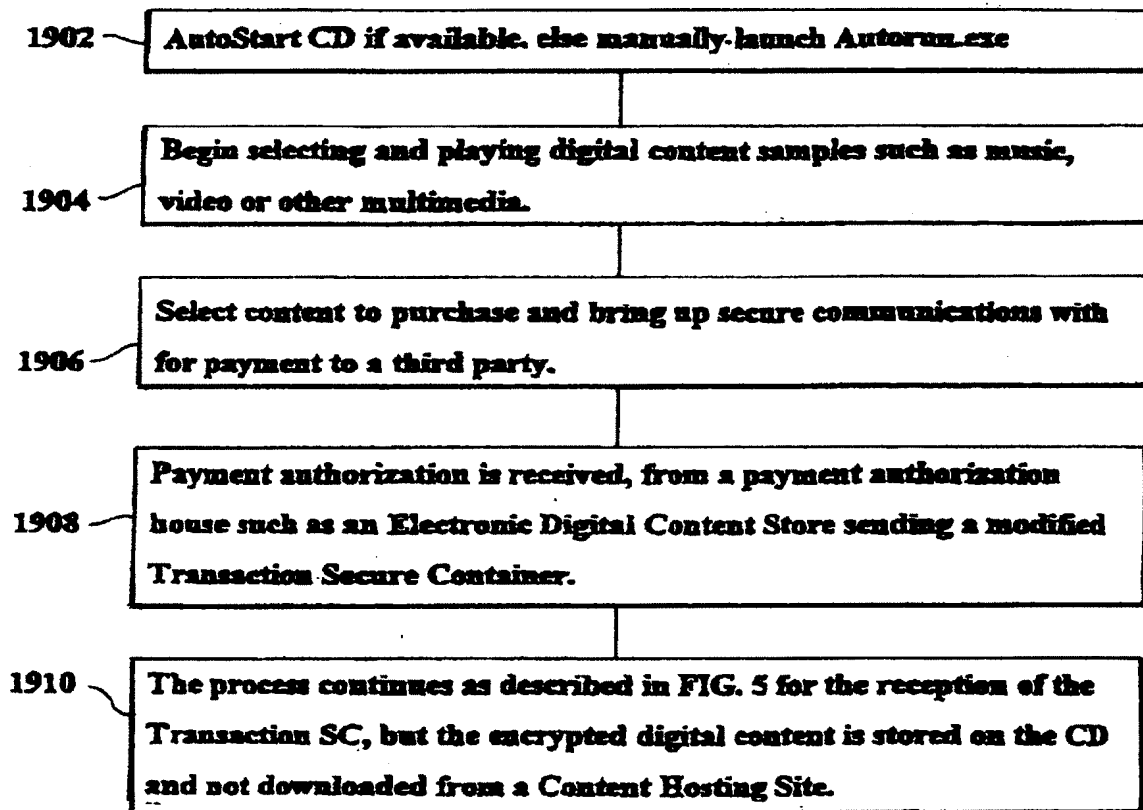 1902 AutoStart CD if available. else manually launch Autorun.exe
Begin selecting and playing digital content samples such as music,
1904 video or other multimedia.
Select content to purchase and bring up secure communications with
1906 for payment to a third party.
Payment authorization is received, from a payment authorization
1908 house such as an Electronic Digital Content Store sending a modified
Transaction Secure Container.
1910 The process continues as described in FIG. 5 for the reception of the
Transaction SC, but the encrypted digital content is stored on the CD
and not downloaded from a Content Hosting Site.